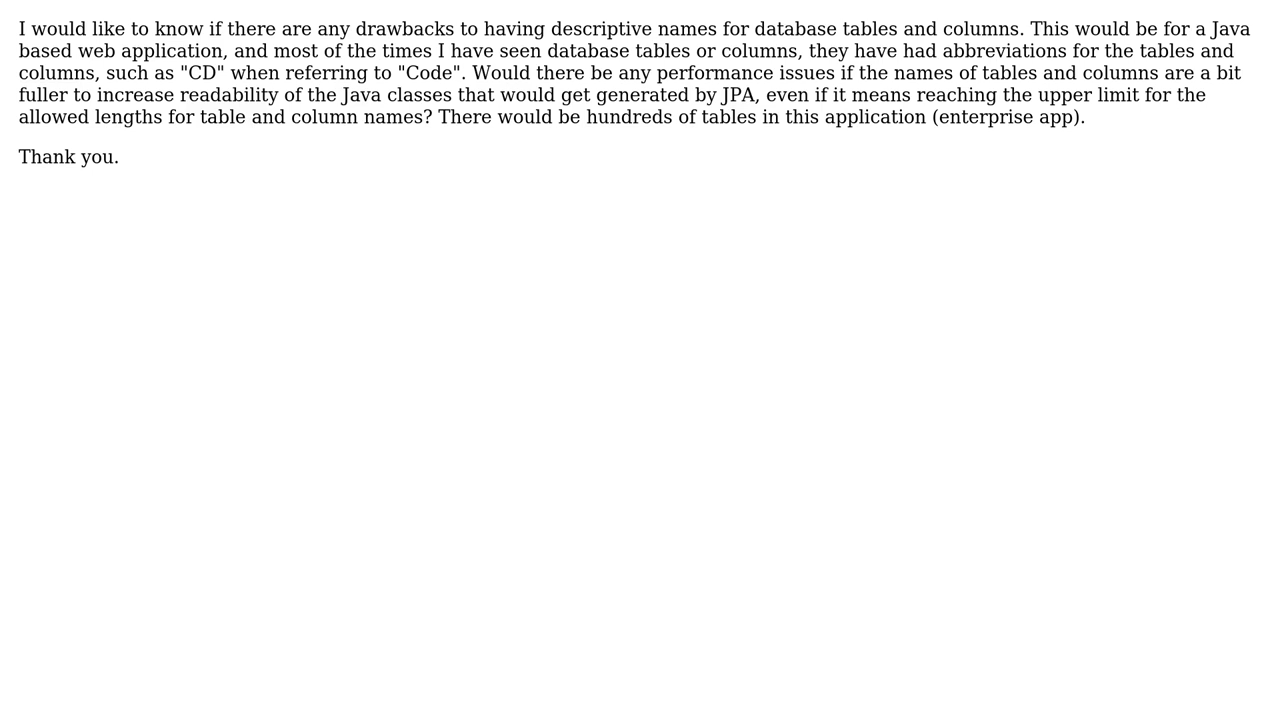 I would like to know if there are any drawbacks to having descriptive names for database tables and columns. This would be for a Java
based web application, and most of the times I have seen database tables or columns, they have had abbreviations for the tables and
columns, such as "CD" when referring to "Code". Would there be any performance issues if the names of tables and columns are a bit
fuller to increase readability of the Java classes that would get generated by JPA, even if it means reaching the upper limit for the
allowed lengths for table and column names? There would be hundreds of tables in this application (enterprise app).
Thank you.